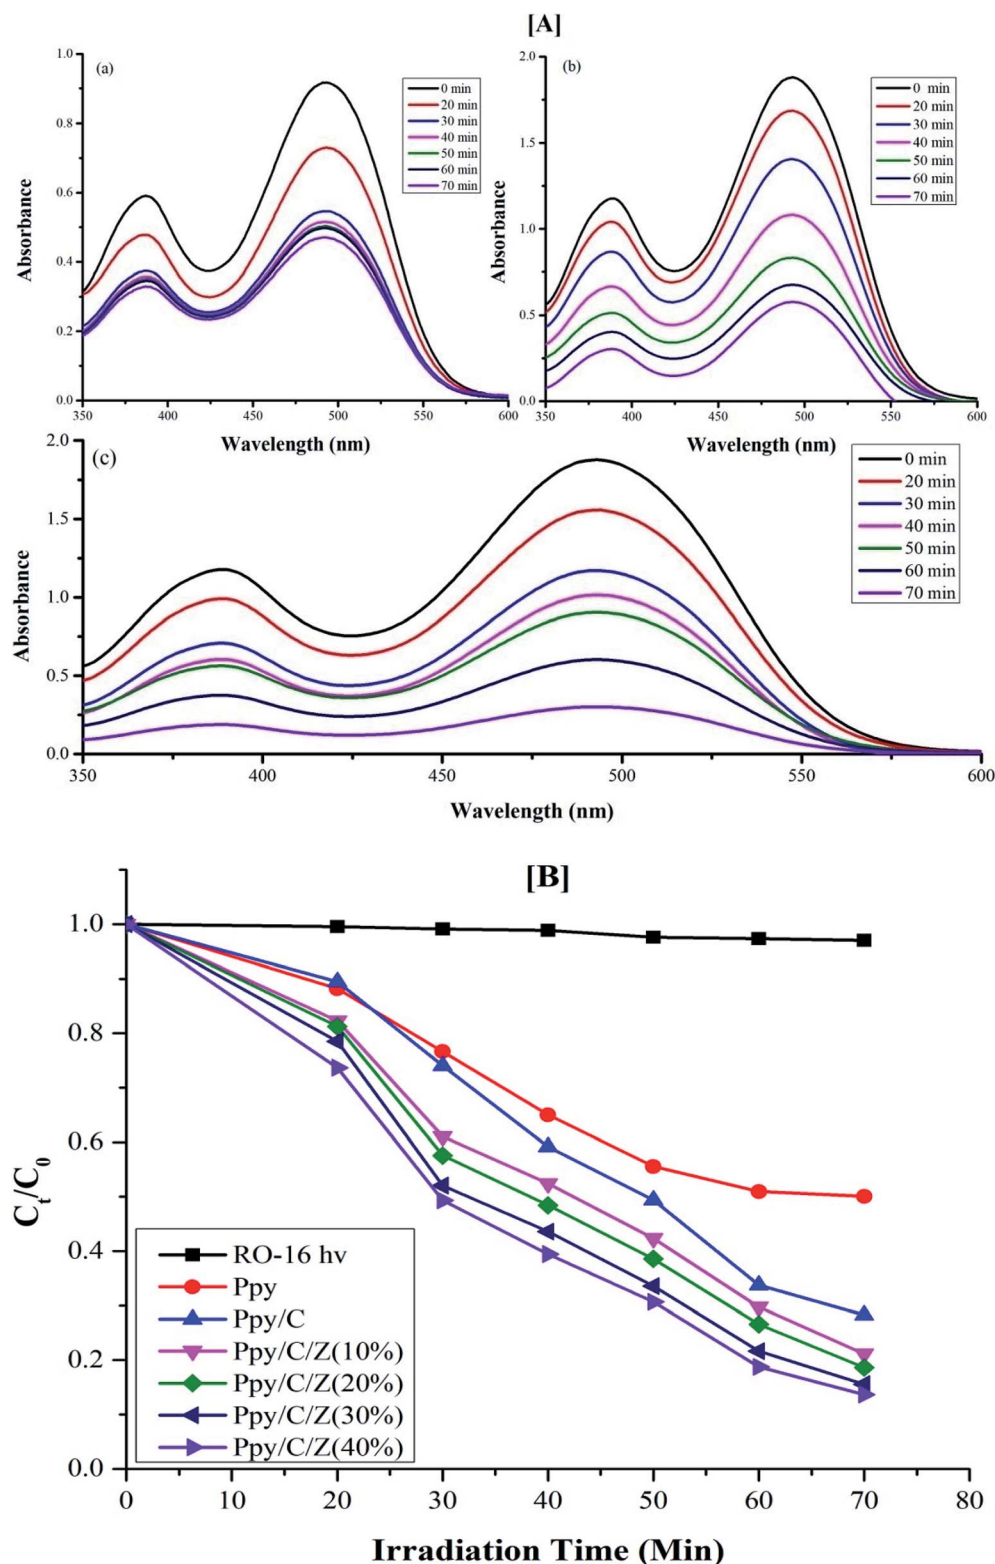 [A]
(a)
1.0
0.8
0.6
0.4
0.2
0.0
Absorbance
350 400 450 500 550 600
Wavelength (nm)
0 min
20 min
30 min
40 min
50 min
60 min
70 min
(b)
2.0
1.5
1.0
0.5
0.0
Absorbance
350 400 450 500 550 600
Wavelength (nm)
0 min
20 min
30 min
40 min
50 min
60 min
70 min
(c)
2.0
1.5
1.0
0.5
0.0
Absorbance
350 400 450 500 550 600
Wavelength (nm)
0 min
20 min
30 min
40 min
50 min
60 min
70 min
[B]
1.0
0.8
0.6
0.4
0.2
0.0
Ct/C0
RO-16 hv
Ppy
Ppy/C
Ppy/C/Z(10%)
Ppy/C/Z(20%)
Ppy/C/Z(30%)
Ppy/C/Z(40%)
0 10 20 30 40 50 60 70 80
Irradiation Time (Min)